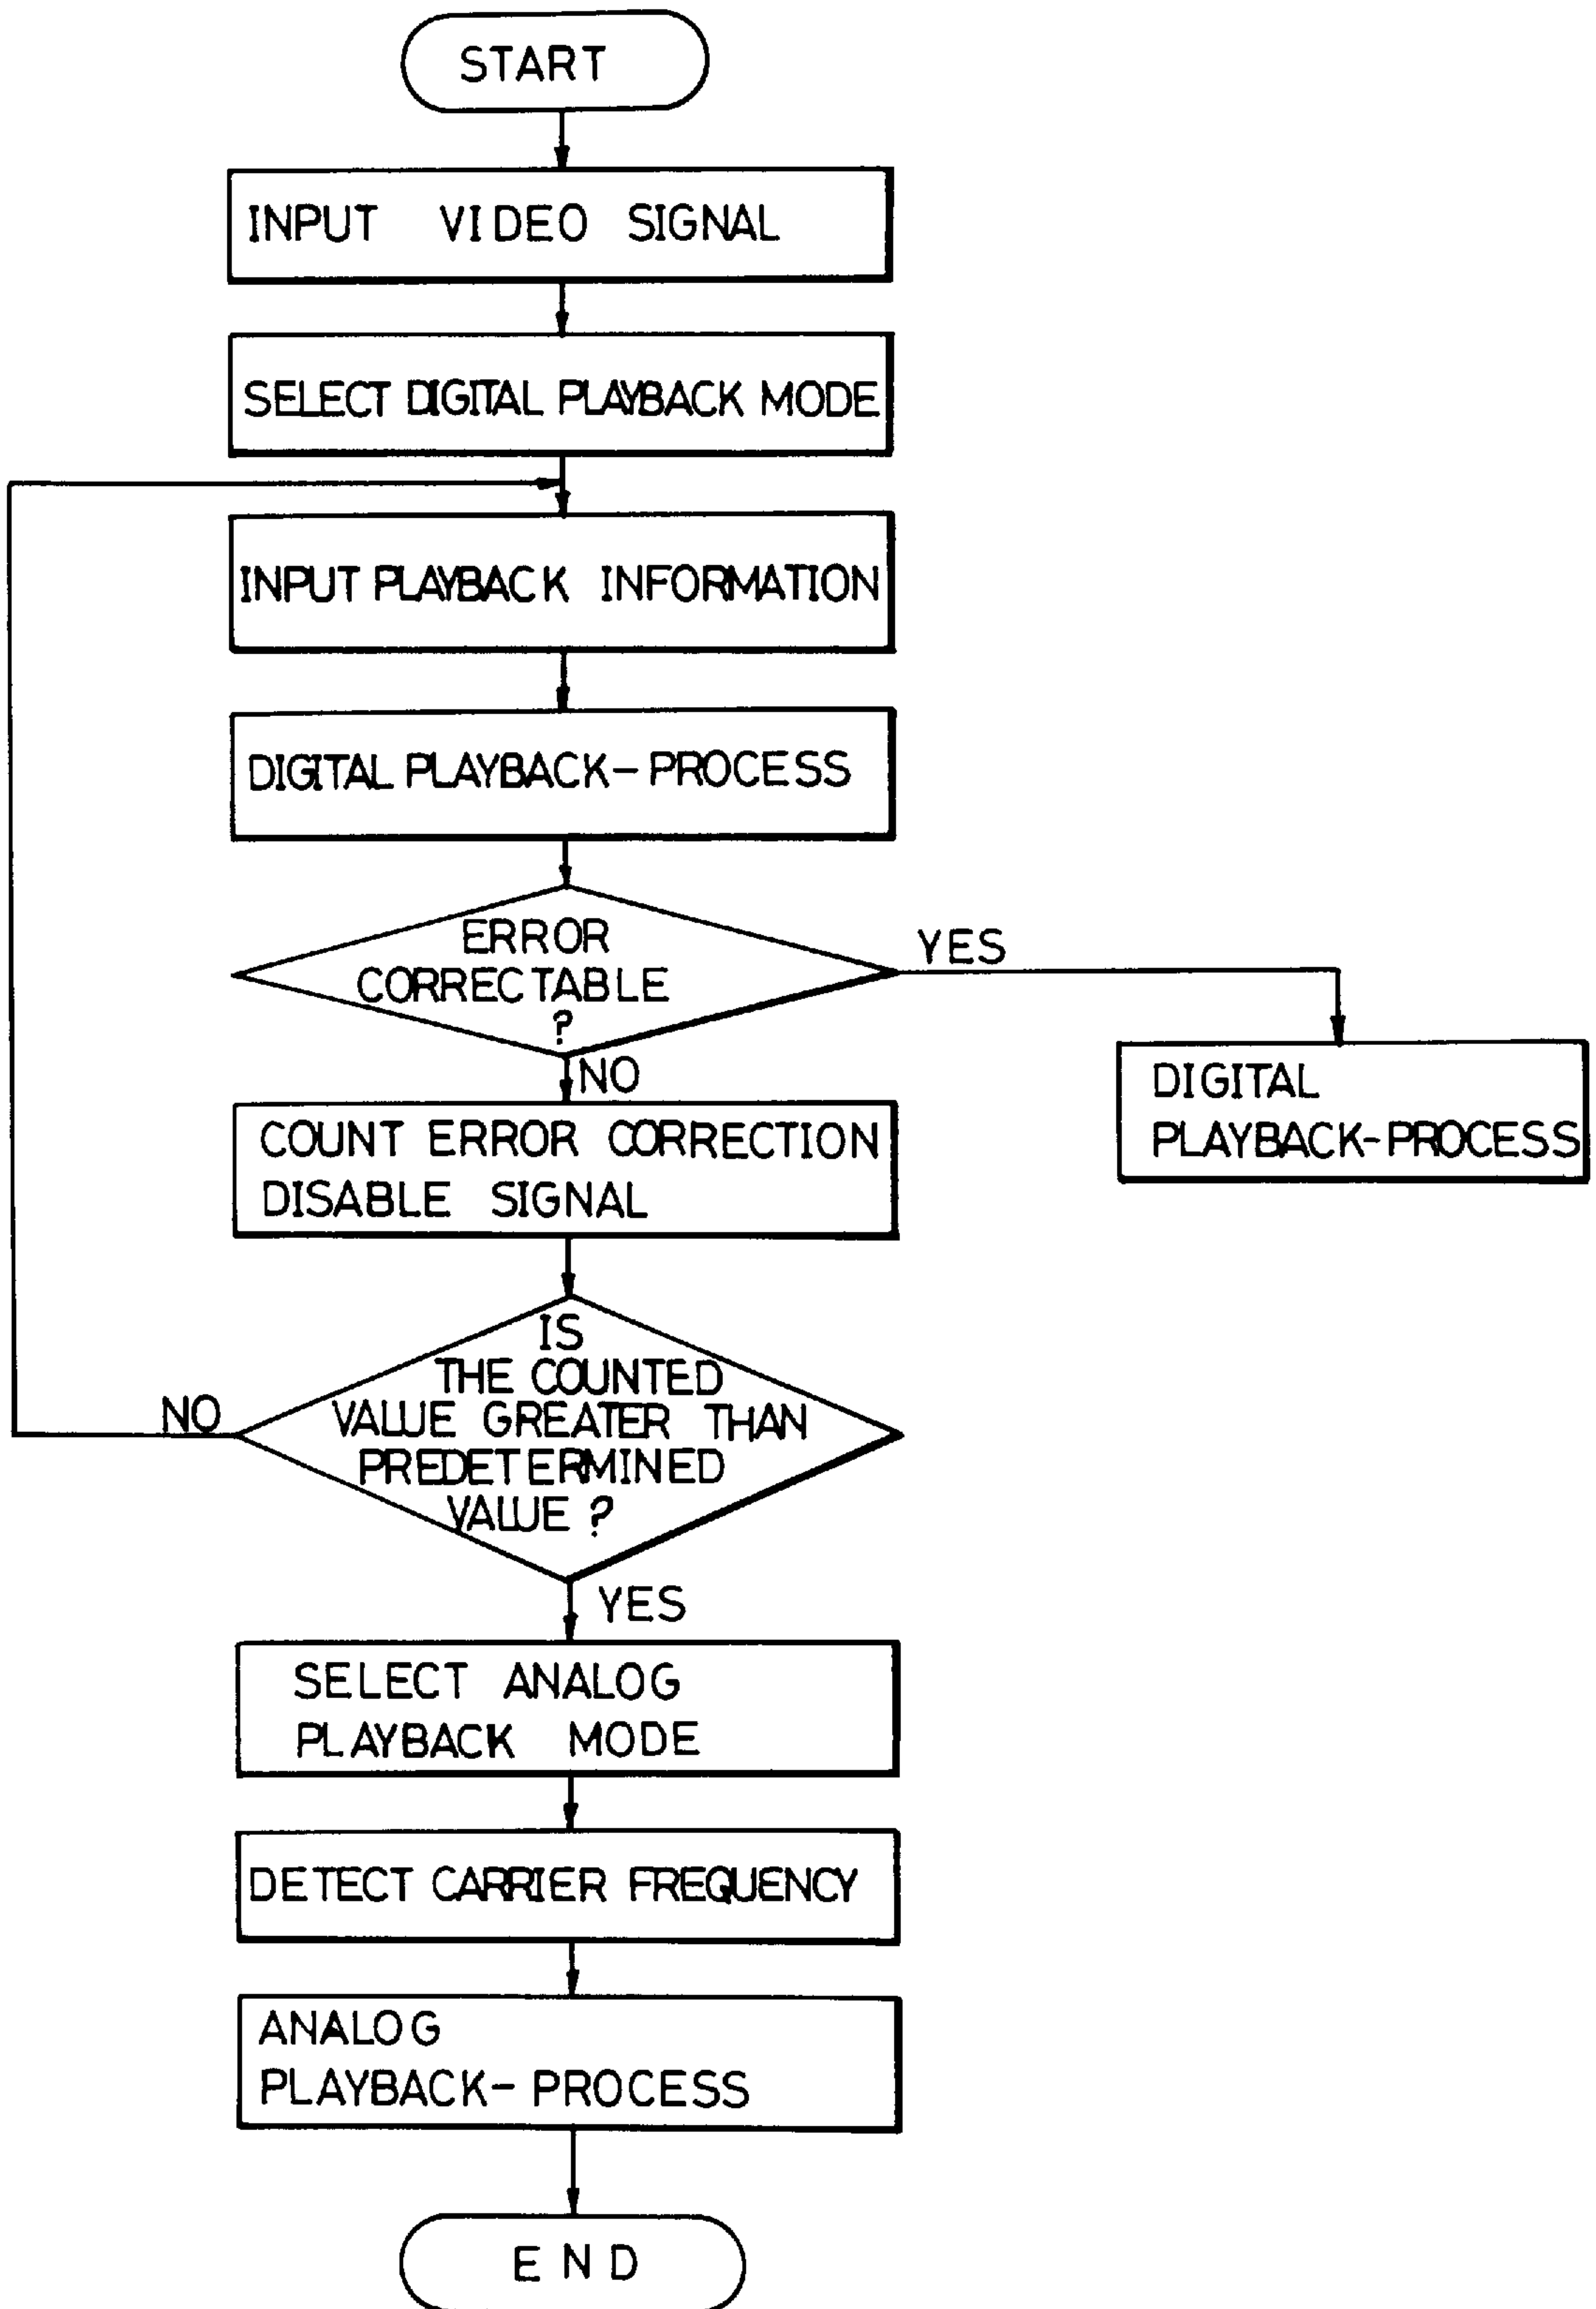 START
INPUT VIDEO SIGNAL
SELECT DIGITAL PLAYBACK MODE
INPUT PLAYBACK INFORMATION
DIGITAL PLAYBACK-PROCESS
ERROR
CORRECTABLE
?
YES
NO
DIGITAL
PLAYBACK-PROCESS
COUNT ERROR CORRECTION
DISABLE SIGNAL
IS
THE COUNTED
VALUE GREATER THAN
PREDETERMINED
VALUE ?
NO
YES
SELECT ANALOG
PLAYBACK MODE
DETECT CARRIER FREQUENCY
ANALOG
PLAYBACK-PROCESS
END